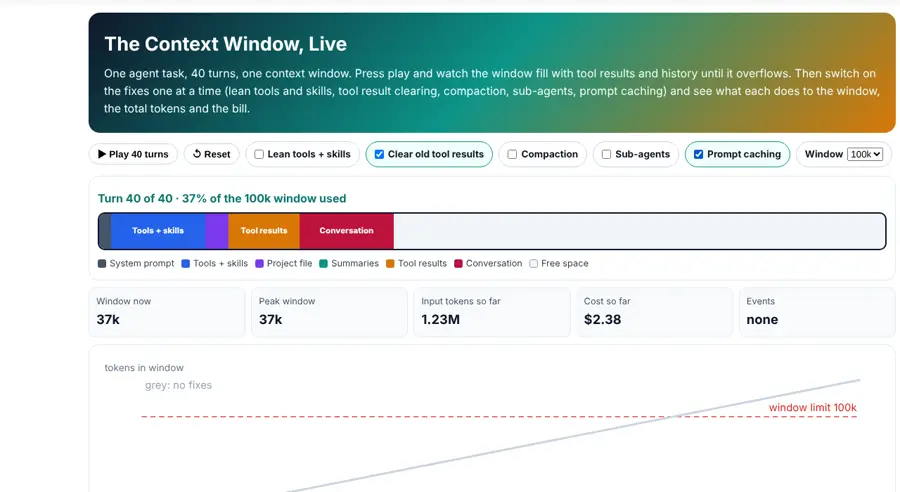 The Context Window, Live
One agent task, 40 turns, one context window. Press play and watch the window fill with tool results and history until it overflows. Then switch on
the fixes one at a time (lean tools and skills, tool result clearing, compaction, sub-agents, prompt caching) and see what each does to the window,
the total tokens and the bill.
▶ Play 40 turns
↺ Reset
Lean tools + skills
Clear old tool results
Compaction
Sub-agents
Prompt caching
Window 100k
Turn 40 of 40 · 37% of the 100k window used
Tools + skills
Tool results
Conversation
System prompt
Tools + skills
Project file
Summaries
Tool results
Conversation
Free space
Window now
37k
Peak window
37k
Input tokens so far
1.23M
Cost so far
$2.38
Events
none
tokens in window
grey: no fixes
window limit 100k